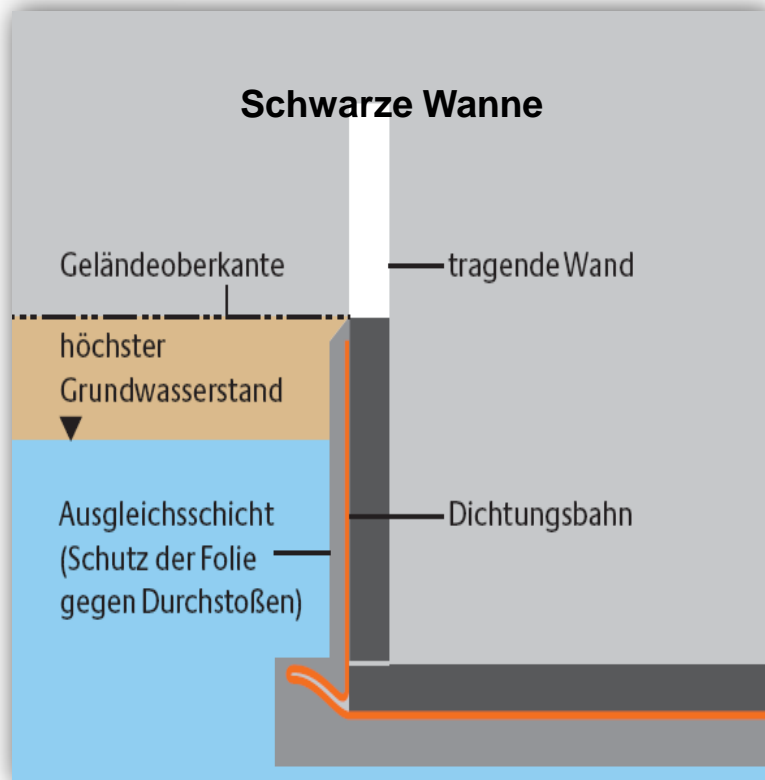 Schwarze Wanne
Geländeoberkante
tragende Wand
höchster
Grundwasserstand
Ausgleichsschicht
(Schutz der Folie
gegen Durchstoßen)
Dichtungsbahn